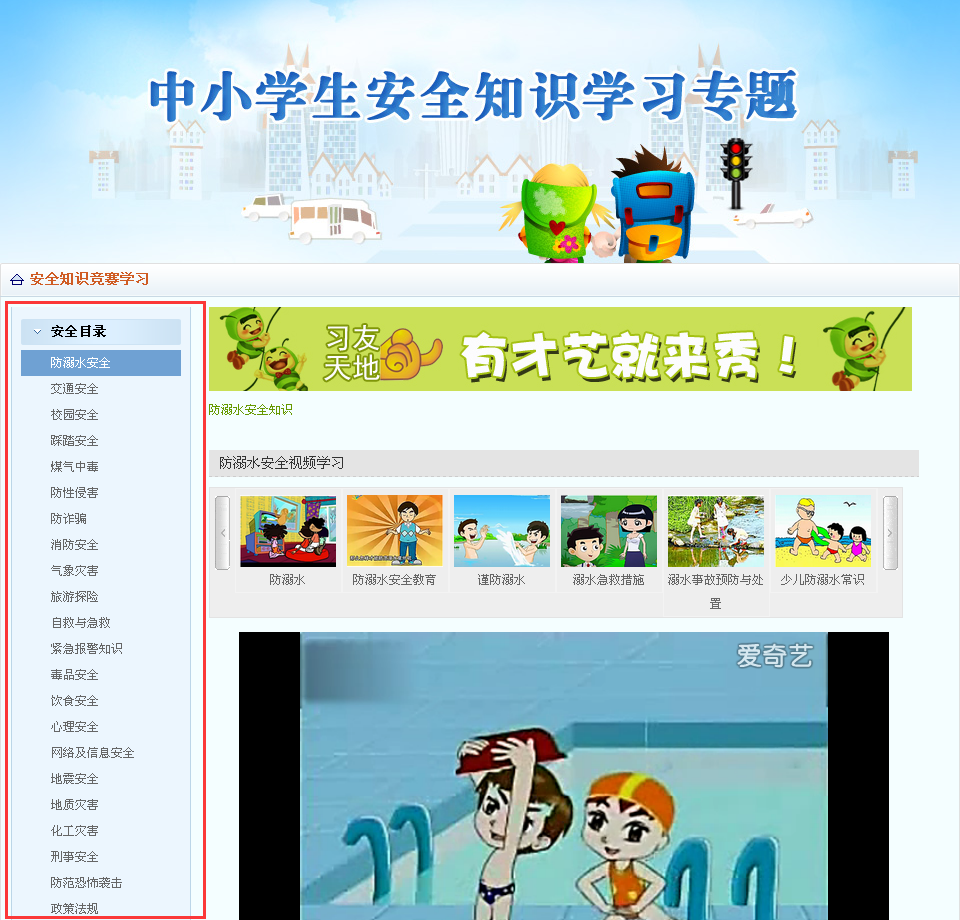 中小学生安全知识学习专题
安全知识竞赛学习
安全目录
防溺水安全
交通安全
校园安全
踩踏安全
煤气中毒
防性侵害
防诈骗
消防安全
气象灾害
旅游探险
自救与急救
紧急报警知识
毒品安全
饮食安全
心理安全
网络及信息安全
地震安全
地质灾害
化工灾害
刑事安全
防范恐怖袭击
政策法规
习友
天地
有才艺就来秀！
防溺水安全知识
防溺水安全视频学习
防溺水
防溺水安全教育
谨防溺水
溺水急救措施
溺水事故预防与处
置
少儿防溺水常识
爱奇艺